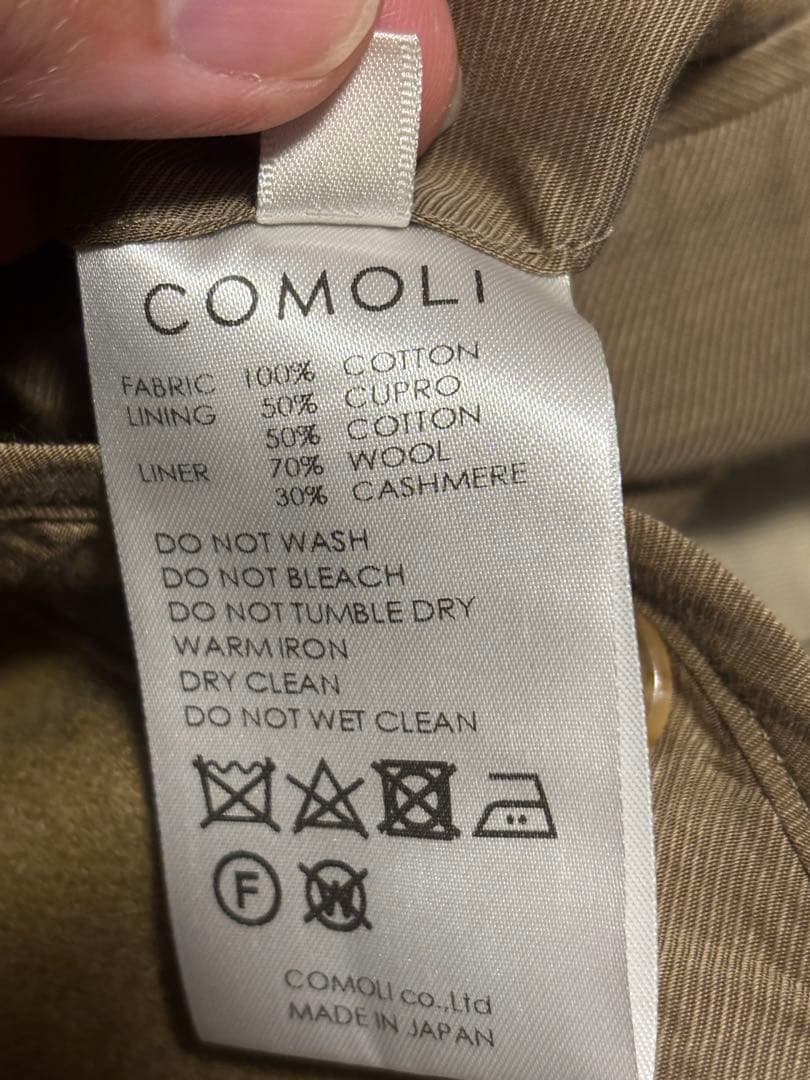 COMOLI
FABRIC 100% COTTON
LINING 50% CUPRO
50% COTTON
LINER 70% WOOL
30% CASHMERE
DO NOT WASH
DO NOT BLEACH
DO NOT TUMBLE DRY
WARM IRON
DRY CLEAN
DO NOT WET CLEAN
F W
COMOLI co.,Ltd
MADE IN JAPAN